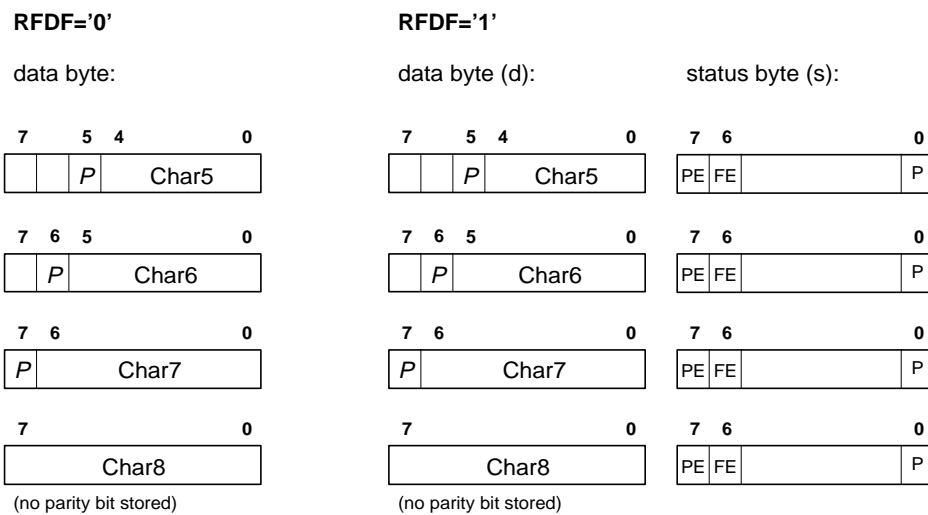 RFDF='0' RFDF='1'
data byte: data byte (d): status byte (s):
7 5 4 0 7 5 4 0 7 6 0
P Char5 P Char5 PE FE P
7 6 5 0 7 6 5 0 7 6 0
P Char6 P Char6 PE FE P
7 6 0 7 6 0 7 6 0
P Char7 P Char7 PE FE P
7 0 7 0 7 6 0
Char8 Char8 PE FE P
(no parity bit stored) (no parity bit stored)